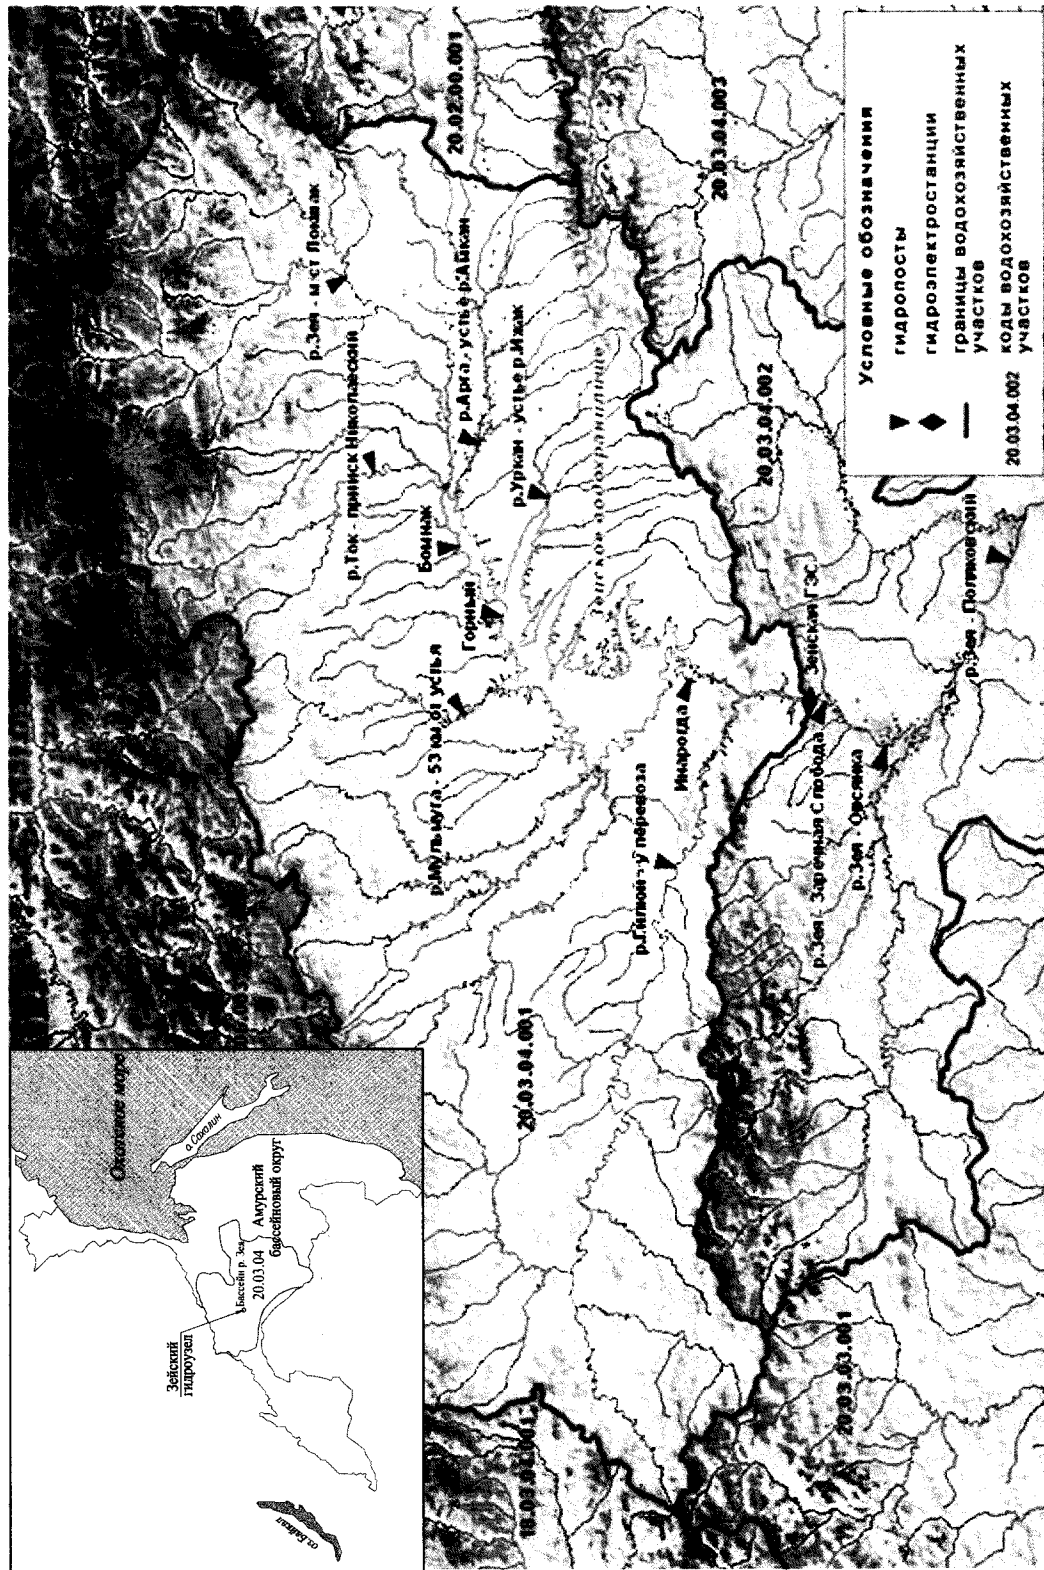 Охотское море
о. Сахалин
Зейский
гидроузел
Бассейн р. Зея
20.03.04
Амурский
бассейновый округ
оз. Байкал
20.02.00.001
20.03.04.003
20.03.04.002
20.03.04.001
20.03.03.001
р.Зея - м/ст Локшак
р.Ток - прииск Николаевский
р.Арга - устье р.Айкан
Бомнак
р.Уркан - устье р.Ижак
Горный
Зейское водохранилище
р.Мульмуга - 53 км от устья
Инарогда
р.Гилюй - у перевоза
Зейская ГЭС
р.Зея - Заречная Слобода
р.Зея - Овсянка
р.Зея - Поляковский
Условные обозначения
гидропосты
гидроэлектростанции
границы водохозяйственных
участков
20.03.04.002 коды водохозяйственных
участков